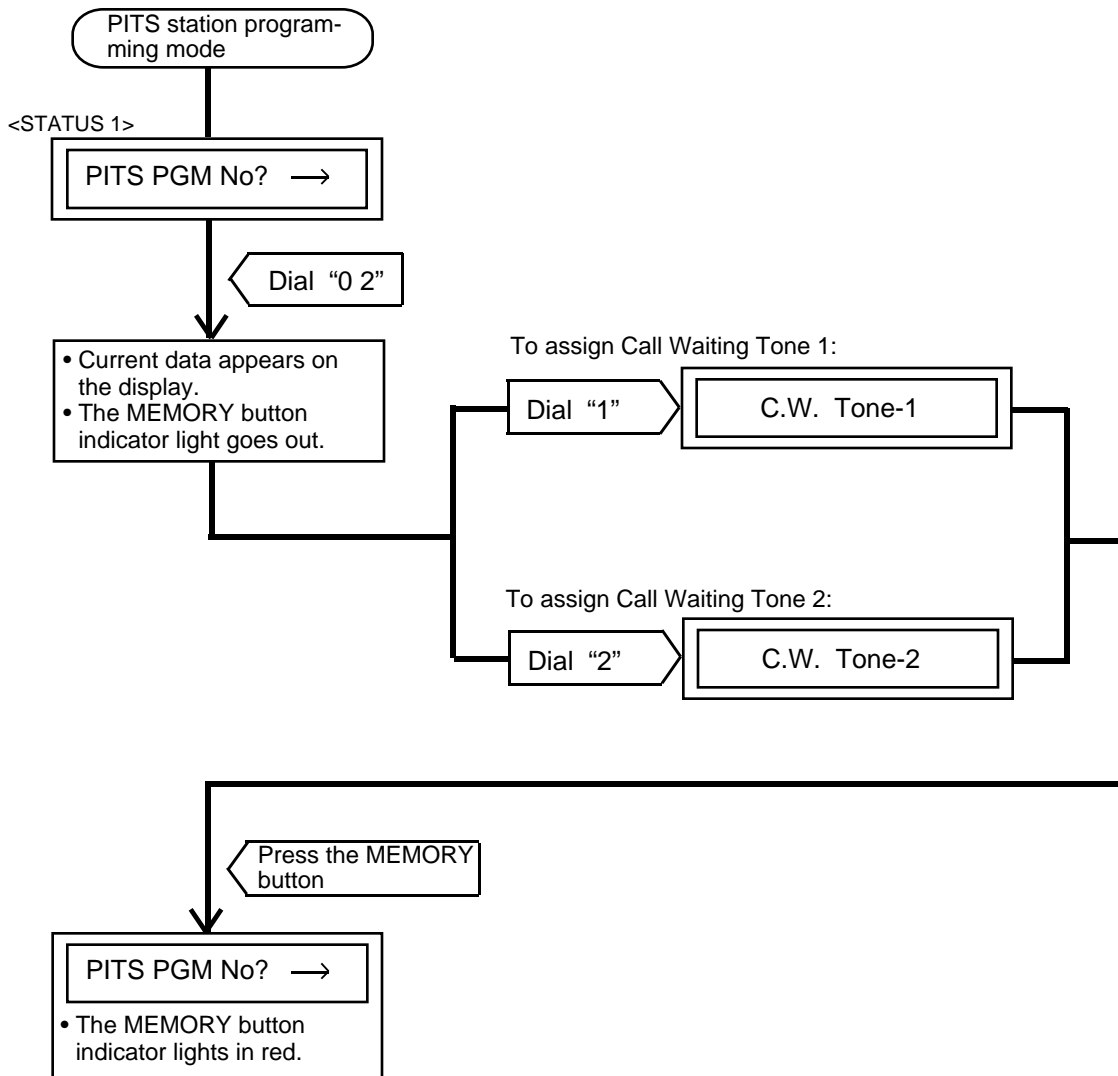 PITS station program-
ming mode
<STATUS 1>
PITS PGM No? →
Dial “0 2”
• Current data appears on
the display.
• The MEMORY button
indicator light goes out.
To assign Call Waiting Tone 1:
Dial “1”
C.W. Tone-1
To assign Call Waiting Tone 2:
Dial “2”
C.W. Tone-2
Press the MEMORY
button
PITS PGM No? →
• The MEMORY button
indicator lights in red.